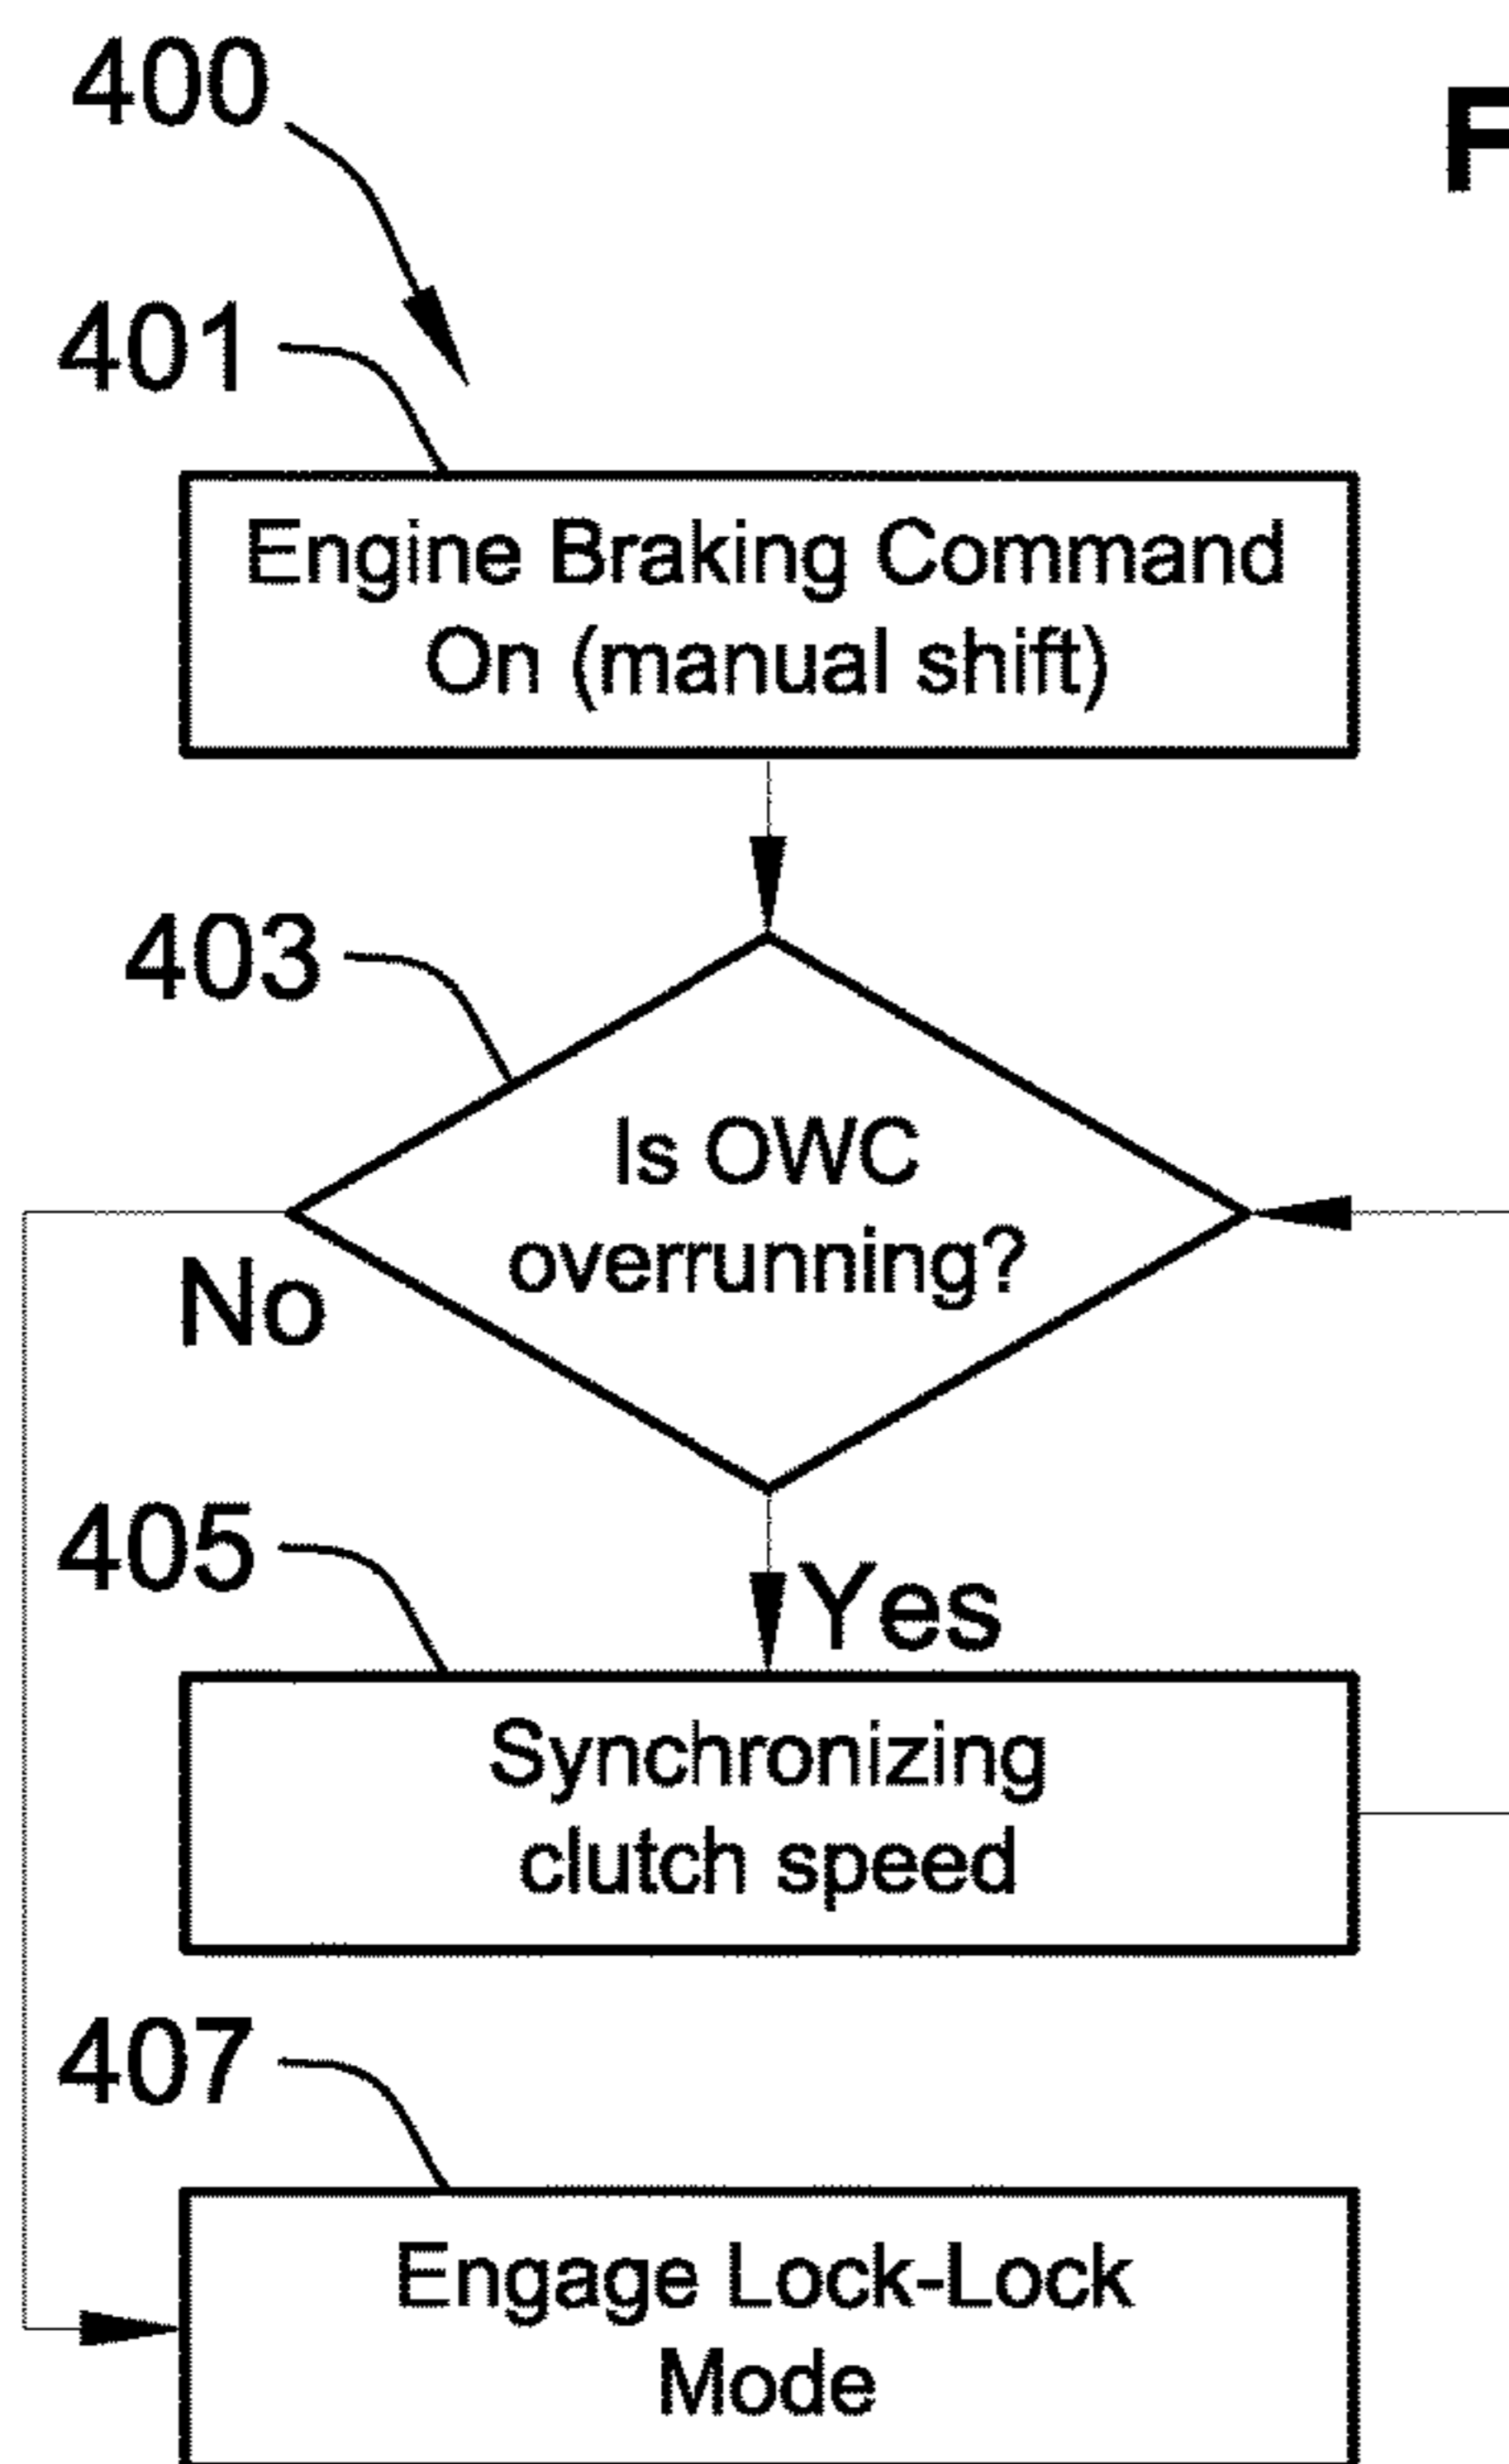 400
F
401
Engine Braking Command
On (manual shift)
403
Is OWC
overrunning?
No
405
Yes
Synchronizing
clutch speed
407
Engage Lock-Lock
Mode